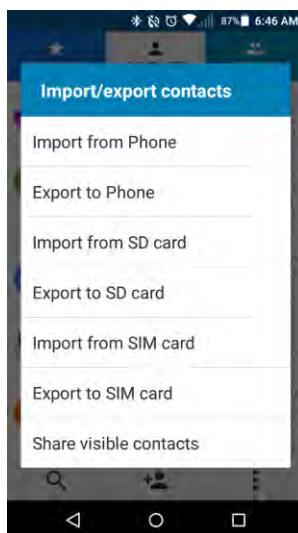 87% 6:46 AM
Import/export contacts
Import from Phone
Export to Phone
Import from SD card
Export to SD card
Import from SIM card
Export to SIM card
Share visible contacts